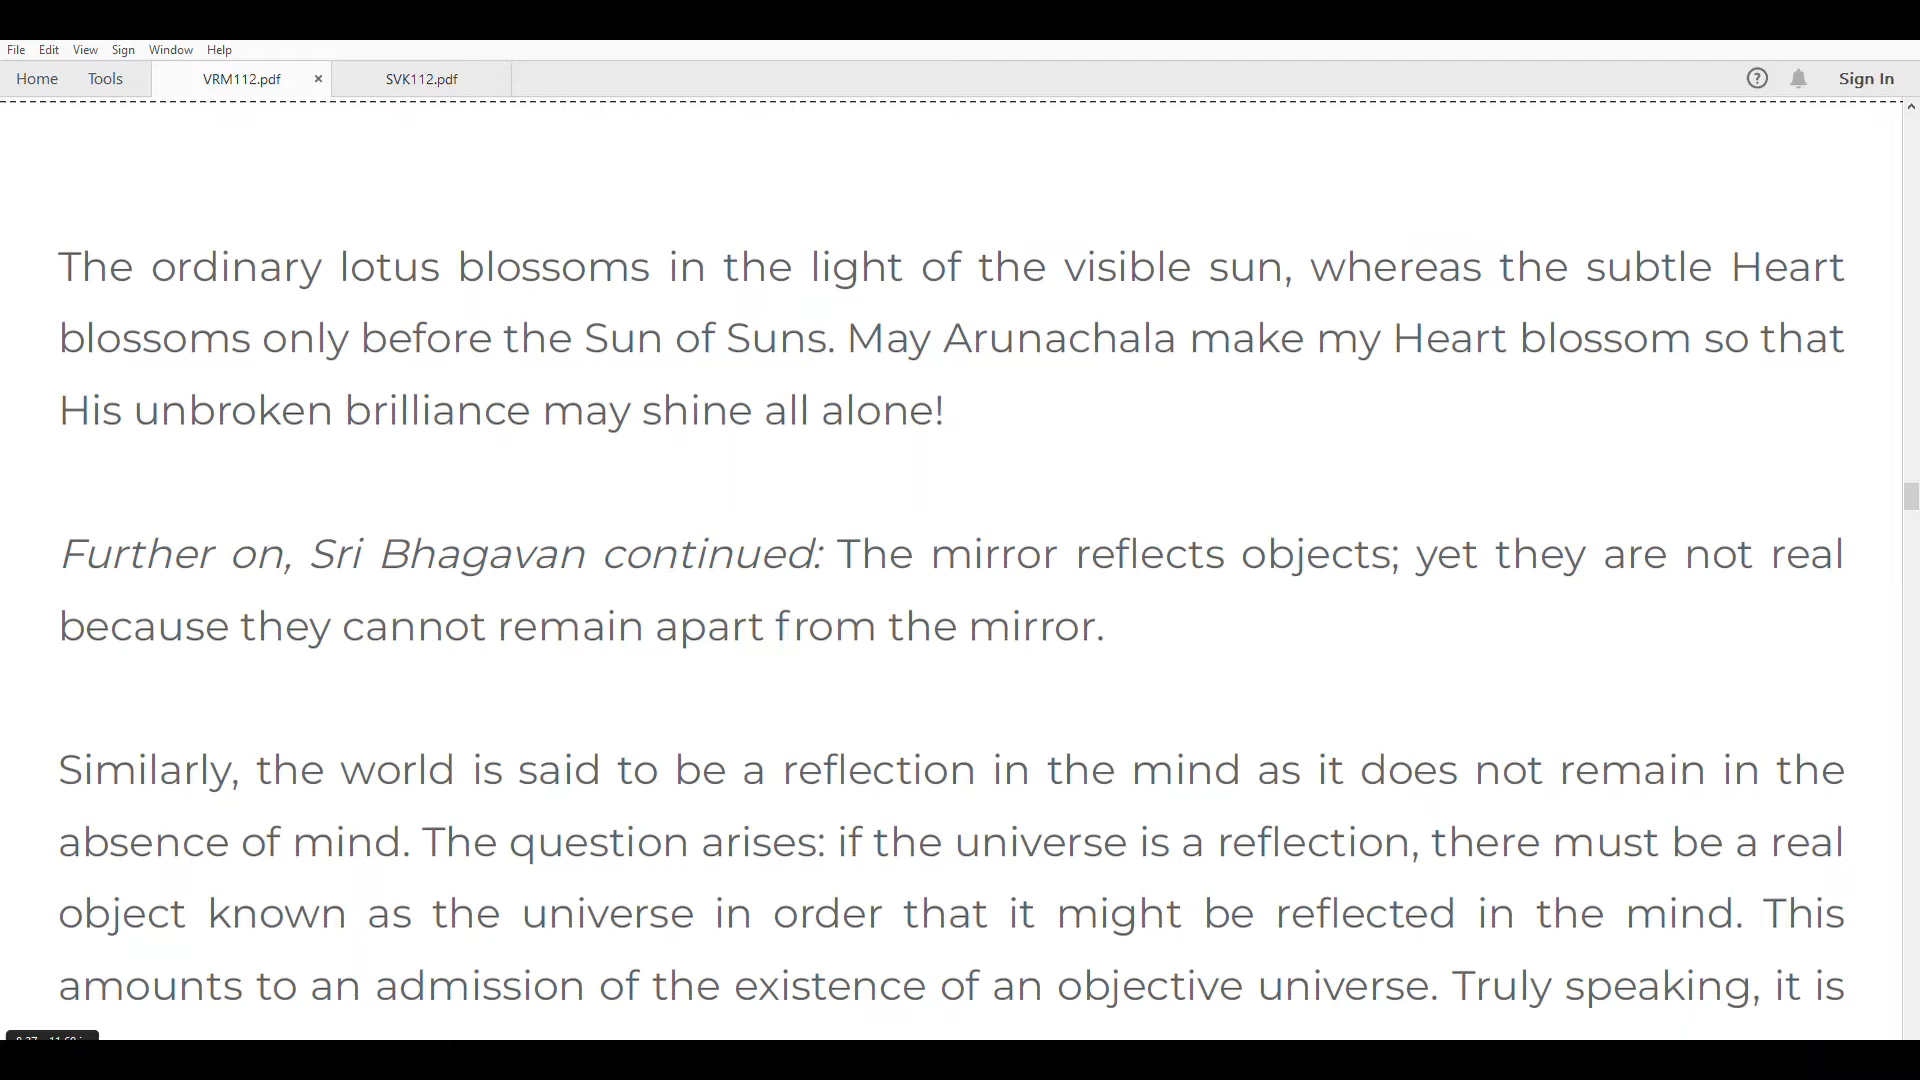 File Edit View Sign Window Help
Home Tools VRM112.pdf × SVK112.pdf ? Sign In
The ordinary lotus blossoms in the light of the visible sun, whereas the subtle Heart
blossoms only before the Sun of Suns. May Arunachala make my Heart blossom so that
His unbroken brilliance may shine all alone!
Further on, Sri Bhagavan continued: The mirror reflects objects; yet they are not real
because they cannot remain apart from the mirror.
Similarly, the world is said to be a reflection in the mind as it does not remain in the
absence of mind. The question arises: if the universe is a reflection, there must be a real
object known as the universe in order that it might be reflected in the mind. This
amounts to an admission of the existence of an objective universe. Truly speaking, it is